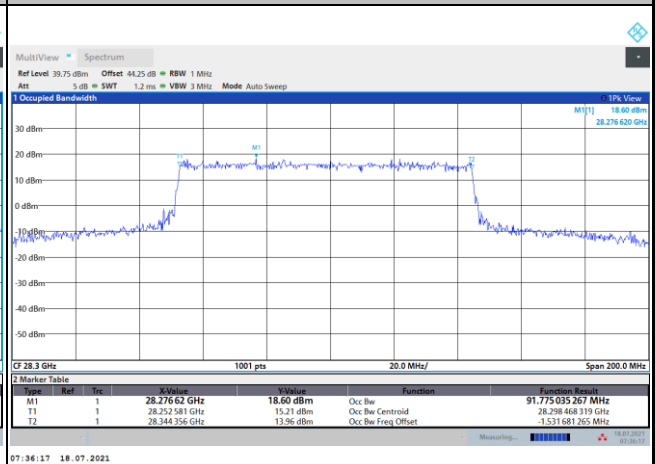 MultiView Spectrum
Ref Level 39.75 dBm Offset 44.25 dB RBW 1 MHz
Att 5 dB SWT 1.2 ms VBW 3 MHz Mode Auto Sweep
1 Occupied Bandwidth 1Pk View
M1[1] 18.60 dBm
28.276 620 GHz
30 dBm
M1
20 dBm
T1 T2
10 dBm
0 dBm
-10 dBm
-20 dBm
-30 dBm
-40 dBm
-50 dBm
CF 28.3 GHz 1001 pts 20.0 MHz/ Span 200.0 MHz
2 Marker Table
Type Ref Trc X-Value Y-Value Function Function Result
M1 1 28.276 62 GHz 18.60 dBm Occ Bw 91.775 035 267 MHz
T1 1 28.252 581 GHz 15.21 dBm Occ Bw Centroid 28.298 468 319 GHz
T2 1 28.344 356 GHz 13.96 dBm Occ Bw Freq Offset -1.531 681 265 MHz
Measuring... 18.07.2021
07:36:17
07:36:17 18.07.2021